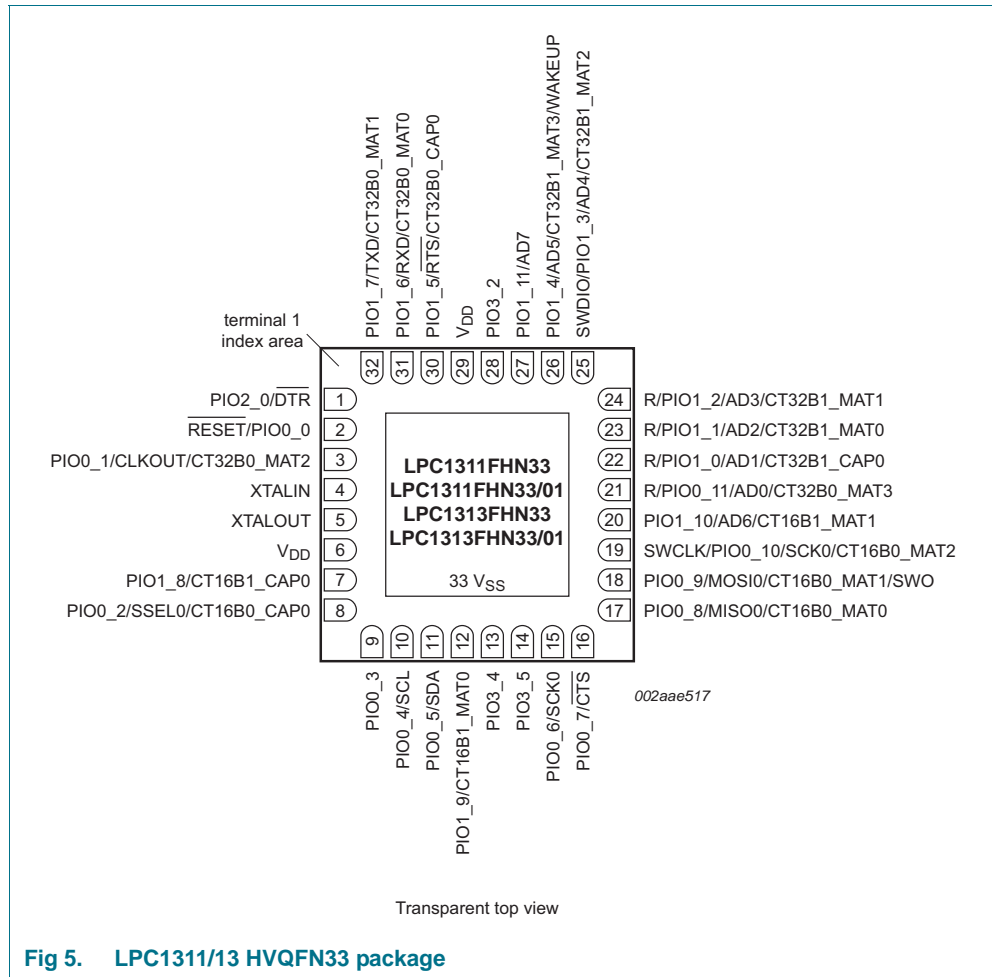 PIO1_7/TXD/CT32B0_MAT1
PIO1_6/RXD/CT32B0_MAT0
PIO1_5/RTS/CT32B0_CAP0
VDD
PIO3_2
PIO1_11/AD7
PIO1_4/AD5/CT32B1_MAT3/WAKEUP
SWDIO/PIO1_3/AD4/CT32B1_MAT2
terminal 1
index area
32 31 30 29 28 27 26 25
PIO2_0/DTR 1
RESET/PIO0_0 2
PIO0_1/CLKOUT/CT32B0_MAT2 3
XTALIN 4
XTALOUT 5
VDD 6
PIO1_8/CT16B1_CAP0 7
PIO0_2/SSEL0/CT16B0_CAP0 8
LPC1311FHN33
LPC1311FHN33/01
LPC1313FHN33
LPC1313FHN33/01
33 VSS
24 R/PIO1_2/AD3/CT32B1_MAT1
23 R/PIO1_1/AD2/CT32B1_MAT0
22 R/PIO1_0/AD1/CT32B1_CAP0
21 R/PIO0_11/AD0/CT32B0_MAT3
20 PIO1_10/AD6/CT16B1_MAT1
19 SWCLK/PIO0_10/SCK0/CT16B0_MAT2
18 PIO0_9/MOSI0/CT16B0_MAT1/SWO
17 PIO0_8/MISO0/CT16B0_MAT0
9 10 11 12 13 14 15 16
PIO0_3
PIO0_4/SCL
PIO0_5/SDA
PIO1_9/CT16B1_MAT0
PIO3_4
PIO3_5
PIO0_6/SCK0
PIO0_7/CTS
002aae517
Transparent top view
Fig 5. LPC1311/13 HVQFN33 package